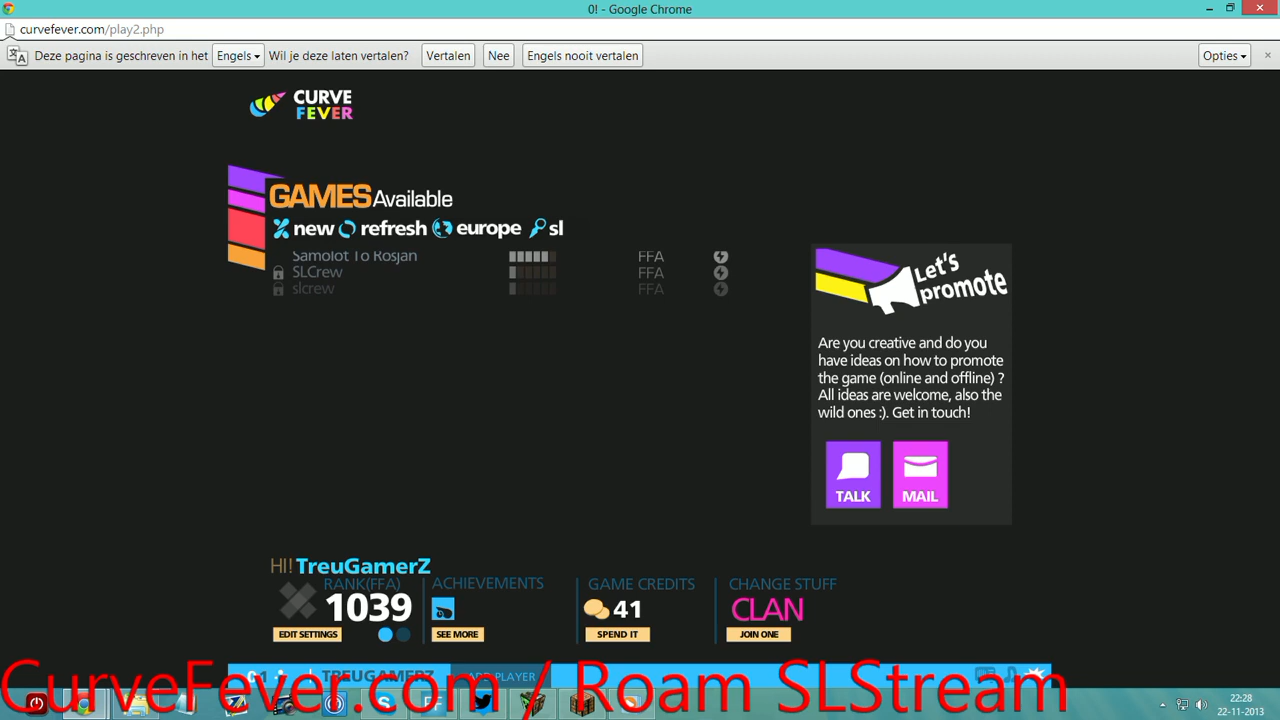 0! - Google Chrome
curvefever.com/play2.php
Deze pagina is geschreven in het Engels Wil je deze laten vertalen? Vertalen Nee Engels nooit vertalen Opties
CURVE
FEVER
GAMES Available
new refresh europe sl
Samolot To Rosjan FFA
SLCrew FFA
slcrew FFA
Let's
promote
Are you creative and do you
have ideas on how to promote
the game (online and offline) ?
All ideas are welcome, also the
wild ones :). Get in touch!
TALK MAIL
HI! TreuGamerZ
RANK(FFA) ACHIEVEMENTS GAME CREDITS CHANGE STUFF
1039 41 CLAN
EDIT SETTINGS SEE MORE SPEND IT JOIN ONE
TREUGAMERZ PLAYER
CurveFever.com / Roam SLStream
22:28
22-11-2013